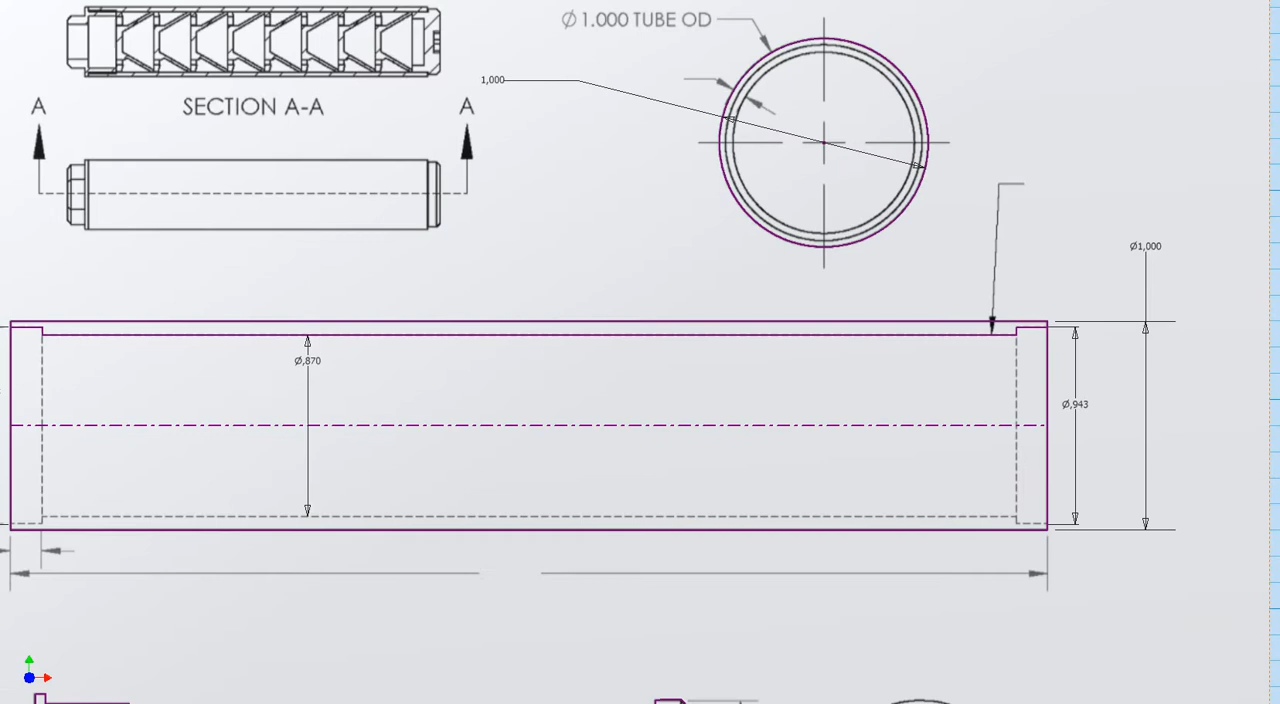 Ø 1.000 TUBE OD
1,000
A
SECTION A-A
A
Ø1,000
Ø,870
Ø,943